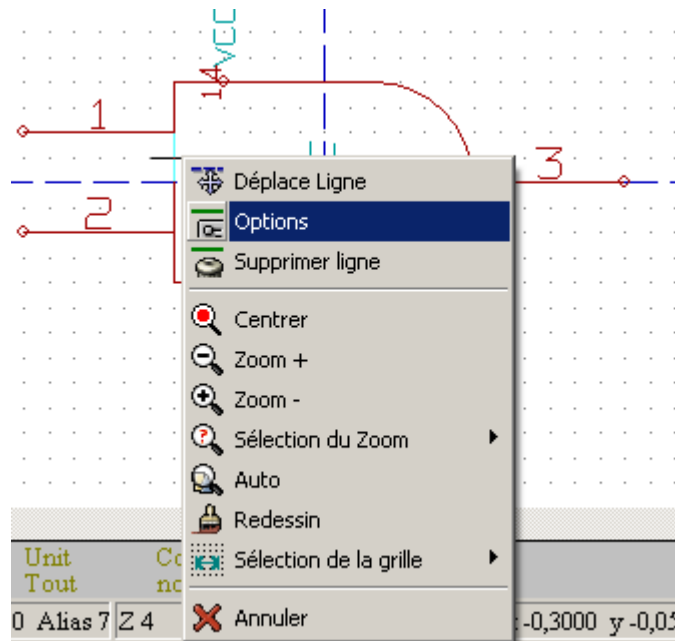 VCC
14
1
3
2
Déplace Ligne
Options
Supprimer ligne
Centrer
Zoom +
Zoom -
Sélection du Zoom
Auto
Redessin
Sélection de la grille
Annuler
Unit
Tout
0 Alias 7 Z 4 -0,3000 y -0,05